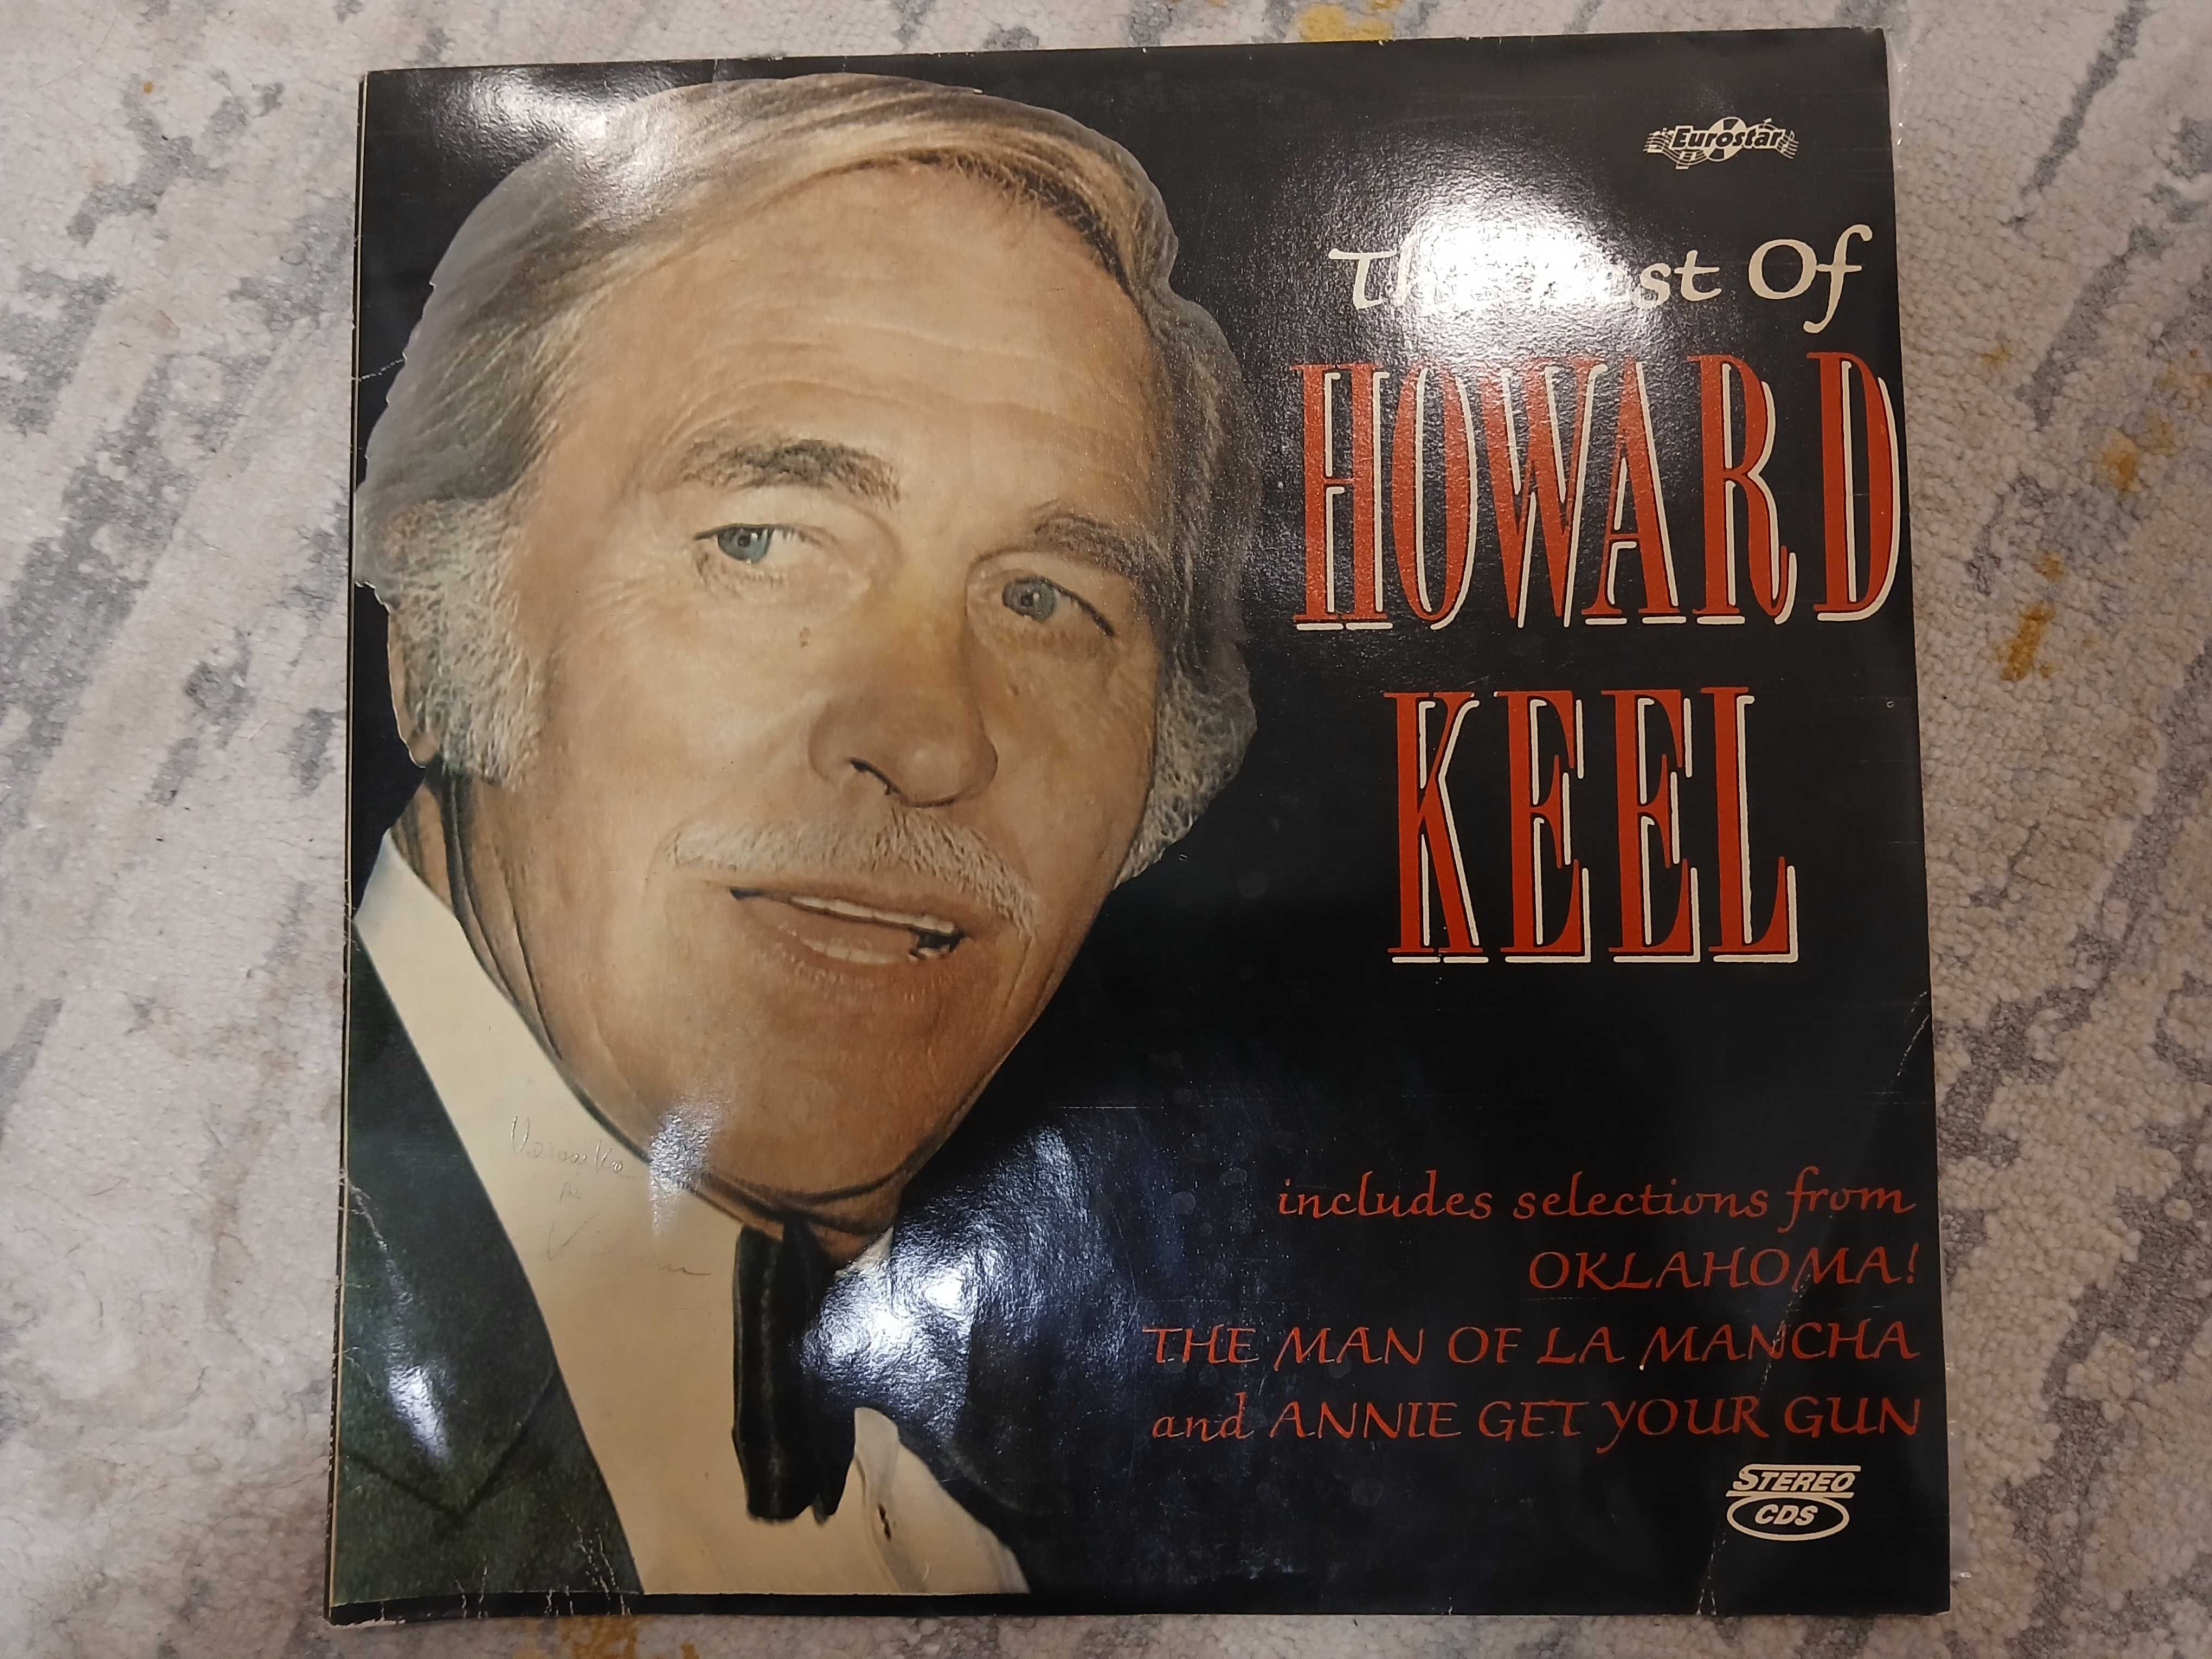 Eurostar
The Best Of
HOWARD
KEEL
includes selections from
OKLAHOMA!
THE MAN OF LA MANCHA
and ANNIE GET YOUR GUN
STEREO
CDS